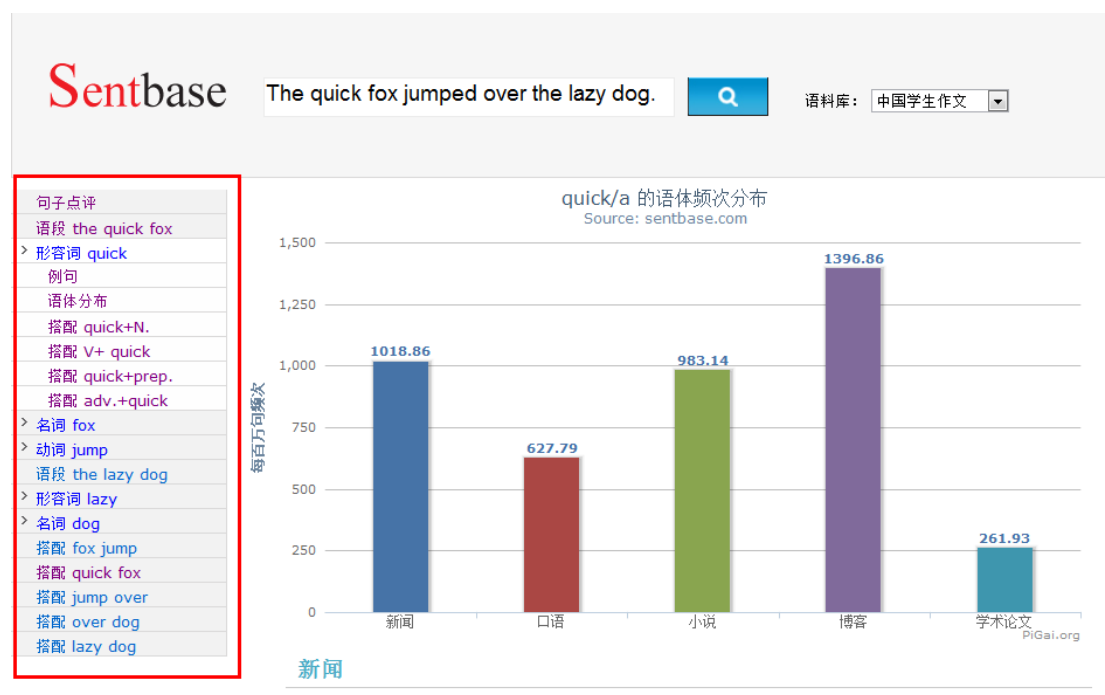 Sentbase
The quick fox jumped over the lazy dog.
语料库： 中国学生作文
句子点评
语段 the quick fox
形容词 quick
例句
语体分布
搭配 quick+N.
搭配 V+ quick
搭配 quick+prep.
搭配 adv.+quick
名词 fox
动词 jump
语段 the lazy dog
形容词 lazy
名词 dog
搭配 fox jump
搭配 quick fox
搭配 jump over
搭配 over dog
搭配 lazy dog
quick/a 的语体频次分布
Source: sentbase.com
每百万句频次
1,500
1,250
1,000
750
500
250
0
1018.86
627.79
983.14
1396.86
261.93
新闻
口语
小说
博客
学术论文
PiGai.org
新闻